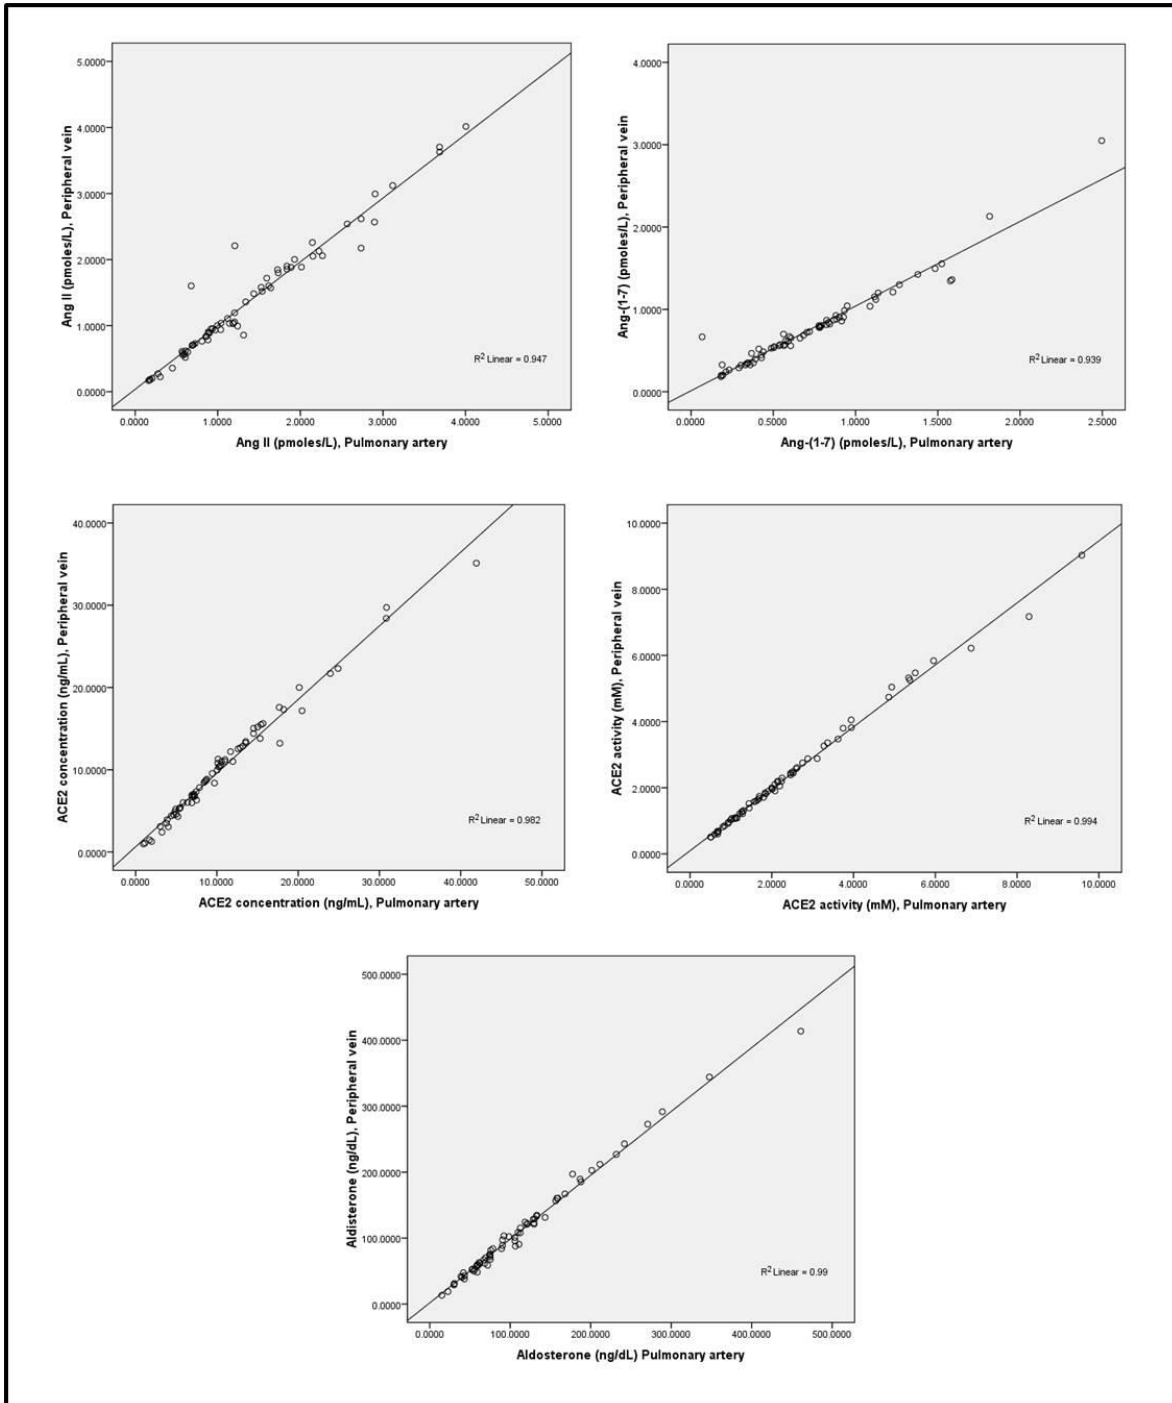 5.0000
4.0000
3.0000
2.0000
1.0000
0.0000
Ang II (pmoles/L), Peripheral vein
R2 Linear = 0.947
0.0000 1.0000 2.0000 3.0000 4.0000 5.0000
Ang II (pmoles/L), Pulmonary artery
4.0000
3.0000
2.0000
1.0000
0.0000
Ang-(1-7) (pmoles/L), Peripheral vein
R2 Linear = 0.939
0.0000 0.5000 1.0000 1.5000 2.0000 2.5000
Ang-(1-7) (pmoles/L), Pulmonary artery
40.0000
30.0000
20.0000
10.0000
0.0000
ACE2 concentration (ng/mL), Peripheral vein
R2 Linear = 0.982
0.0000 10.0000 20.0000 30.0000 40.0000 50.0000
ACE2 concentration (ng/mL), Pulmonary artery
10.0000
8.0000
6.0000
4.0000
2.0000
0.0000
ACE2 activity (mM), Peripheral vein
R2 Linear = 0.994
0.0000 2.0000 4.0000 6.0000 8.0000 10.0000
ACE2 activity (mM), Pulmonary artery
500.0000
400.0000
300.0000
200.0000
100.0000
0.0000
Aldisterone (ng/dL), Peripheral vein
R2 Linear = 0.99
0.0000 100.0000 200.0000 300.0000 400.0000 500.0000
Aldosterone (ng/dL) Pulmonary artery